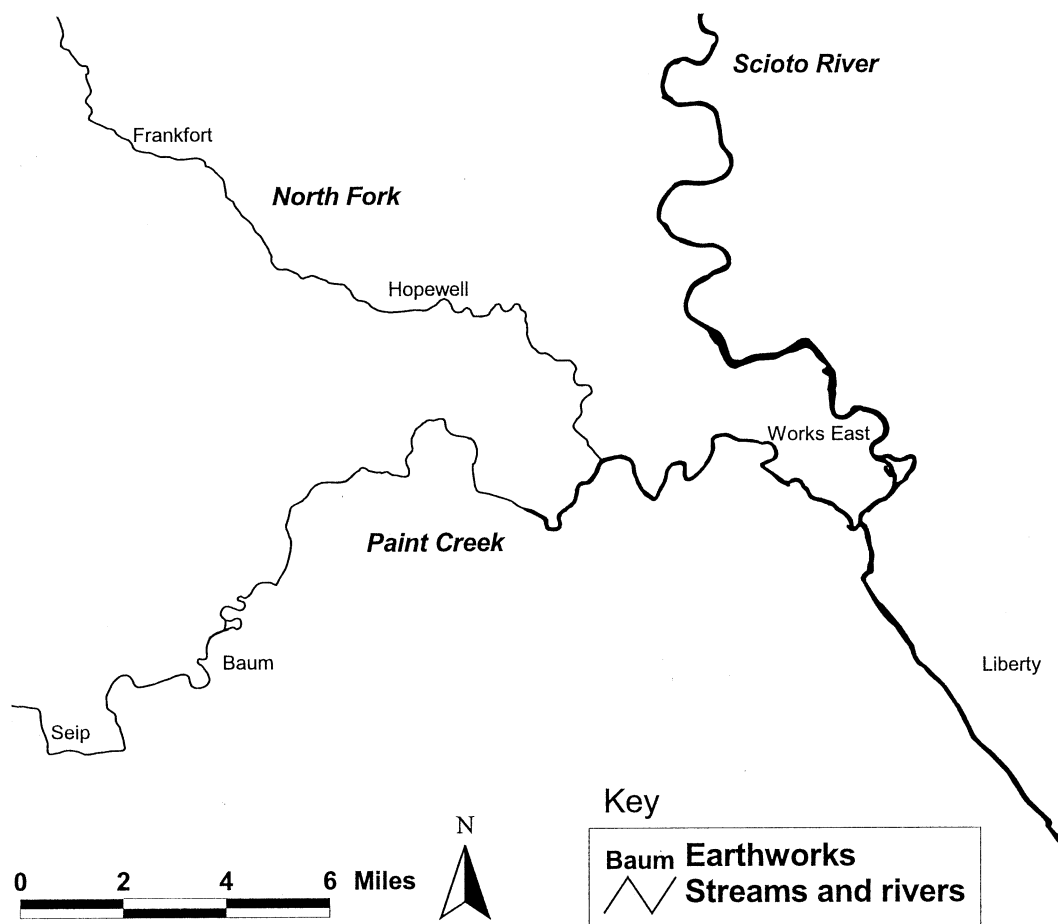 Scioto River
Frankfort
North Fork
Hopewell
Works East
Paint Creek
Baum
Liberty
Seip
Key
N
Baum Earthworks
Streams and rivers
0 2 4 6 Miles